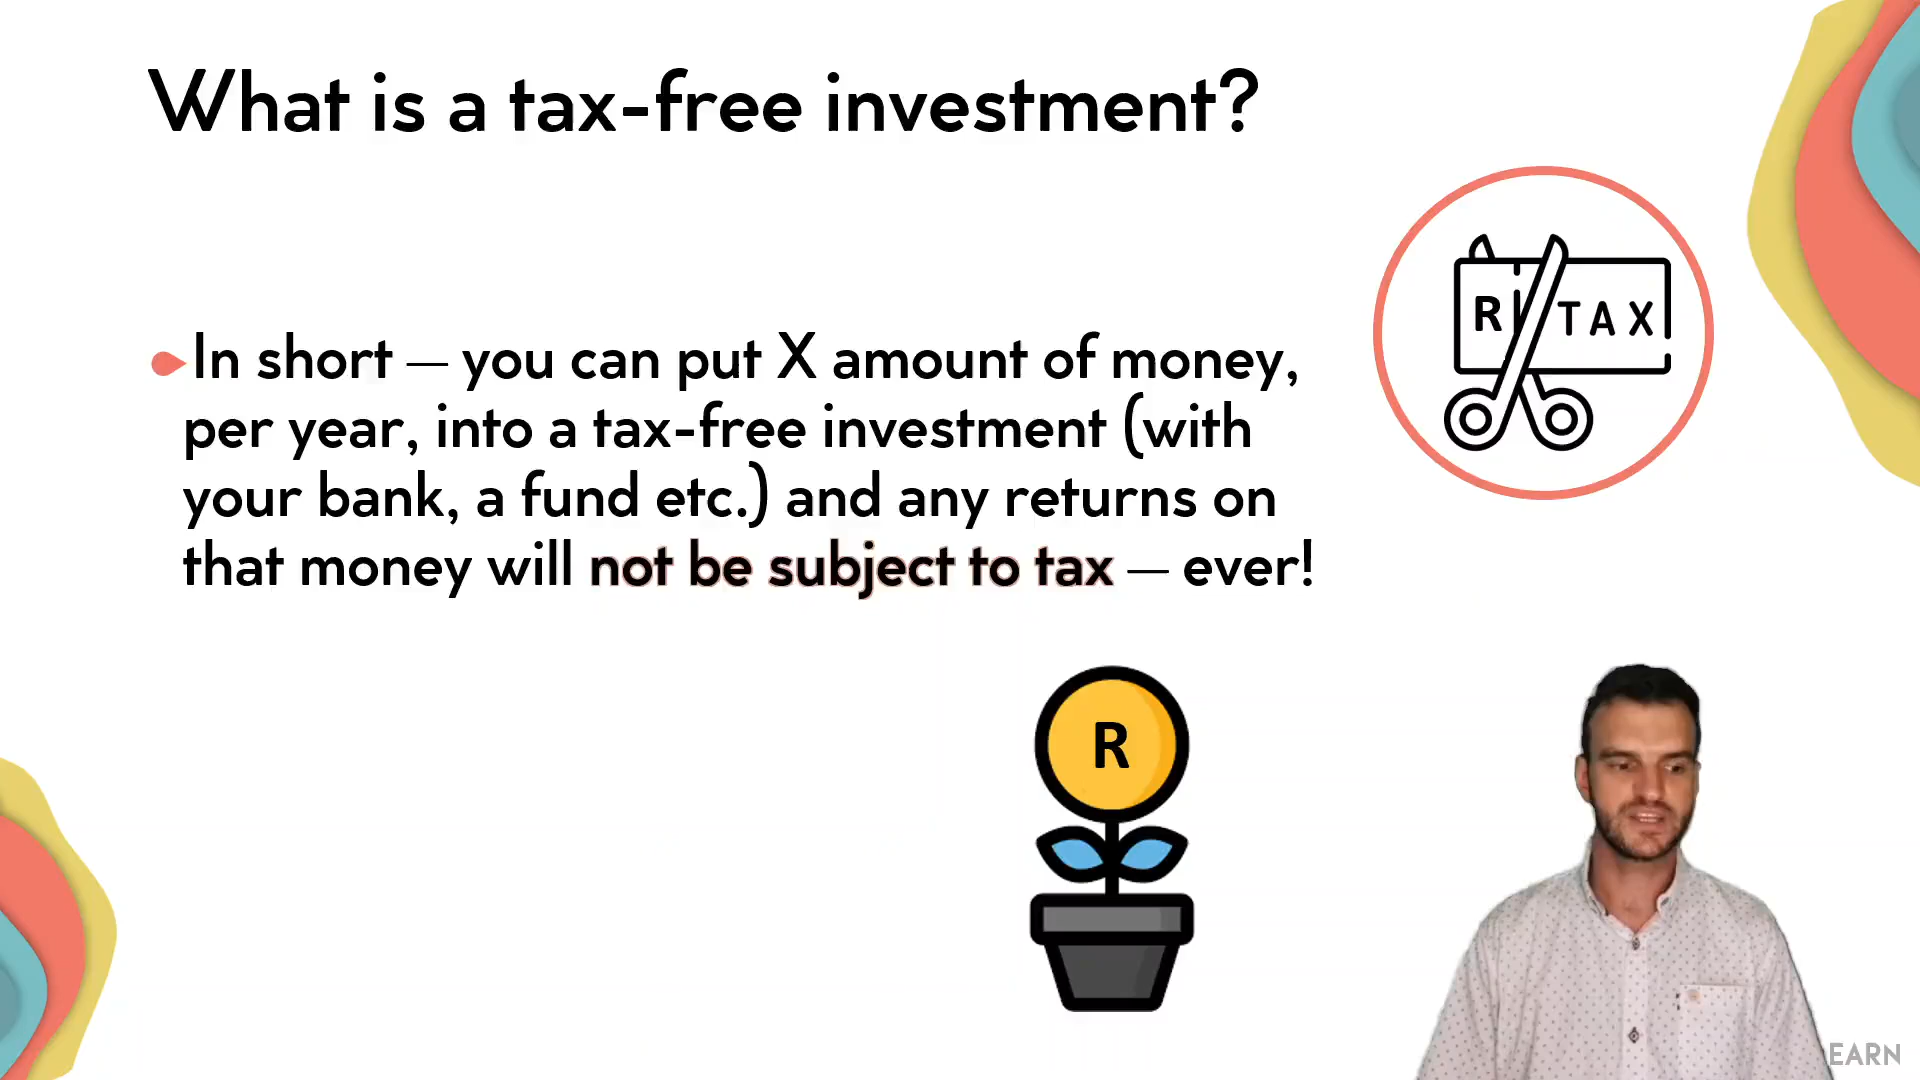 What is a tax-free investment?
In short – you can put X amount of money,
per year, into a tax-free investment (with
your bank, a fund etc.) and any returns on
that money will not be subject to tax – ever!
R TAX
R
EARN